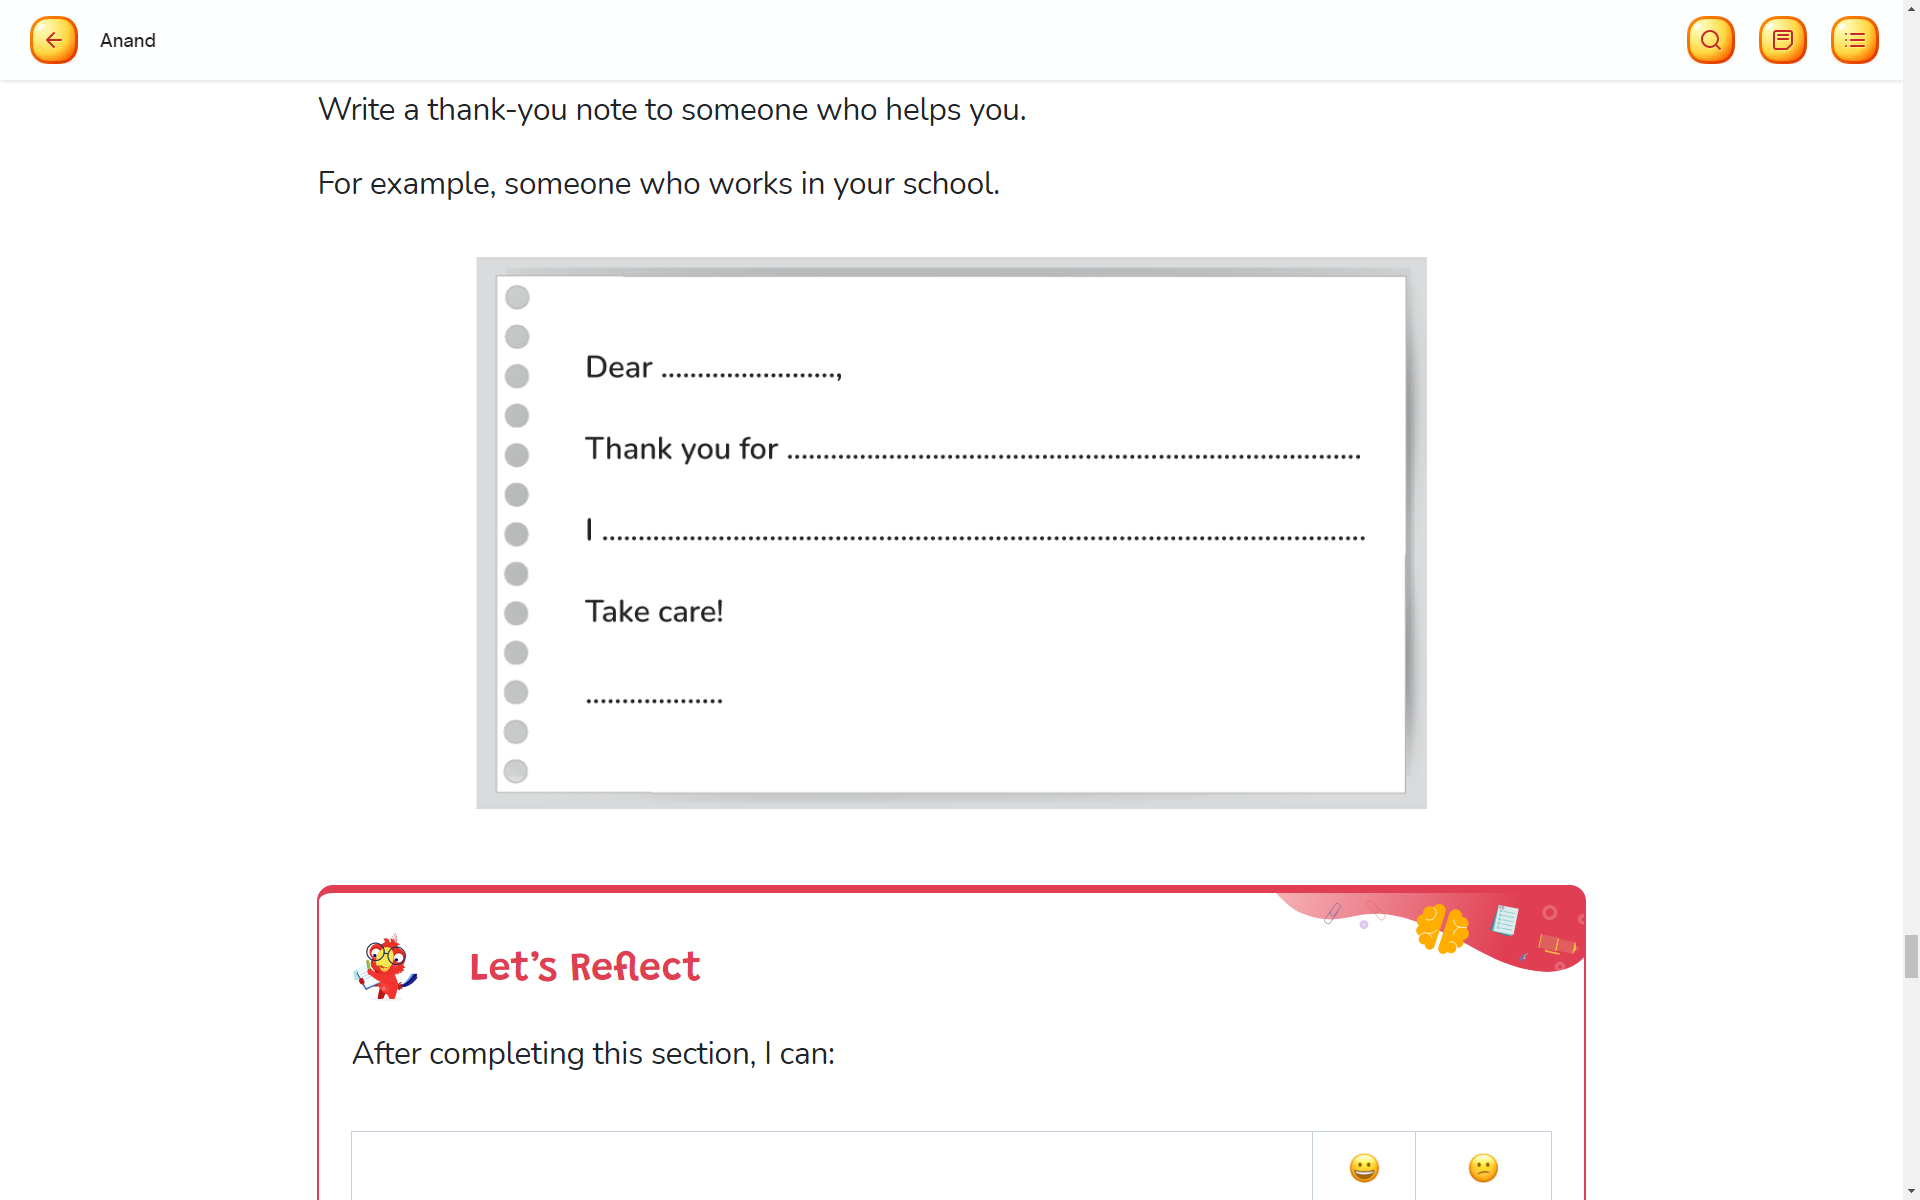 Anand
Write a thank-you note to someone who helps you.
For example, someone who works in your school.
Dear ........................,
Thank you for ...............................................................................
I .........................................................................................................
Take care!
...................
Let’s Reflect
After completing this section, I can: